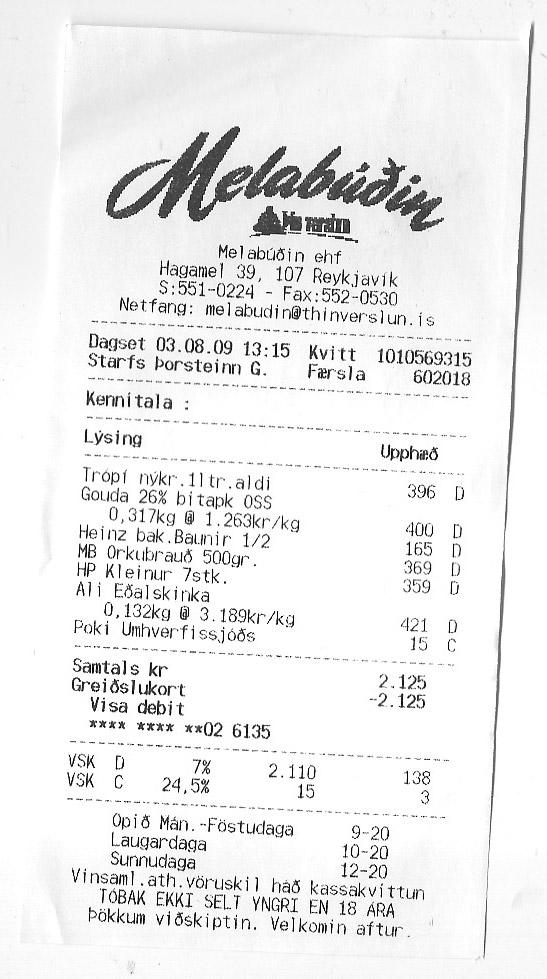 Melabúðin
Þín verslun
Melabúðin ehf
Hagamel 39, 107 Reykjavík
S:551-0224 - Fax:552-0530
Netfang: melabudin@thinverslun.is
Dagset 03.08.09 13:15 Kvitt 1010569315
Starfs Þorsteinn G. Færsla 602018
Kennitala :
Lýsing Upphæð
Trópí nýkr.1ltr.aldi 396 D
Gouda 26% bitapk OSS
0,317kg @ 1.263kr/kg 400 D
Heinz bak.Baunir 1/2 165 D
MB Orkubrauð 500gr. 369 D
HP Kleinur 7stk. 359 D
Ali Eðalskinka
0,132kg @ 3.189kr/kg 421 D
Poki Umhverfissjóðs 15 C
Samtals kr 2.125
Greiðslukort -2.125
Visa debit
**** **** **02 6135
VSK D 7% 2.110 138
VSK C 24,5% 15 3
Opið Mán.-Föstudaga 9-20
Laugardaga 10-20
Sunnudaga 12-20
Vinsaml.ath.vöruskil háð kassakvittun
TÓBAK EKKI SELT YNGRI EN 18 ÁRA
Þökkum viðskiptin. Velkomin aftur.